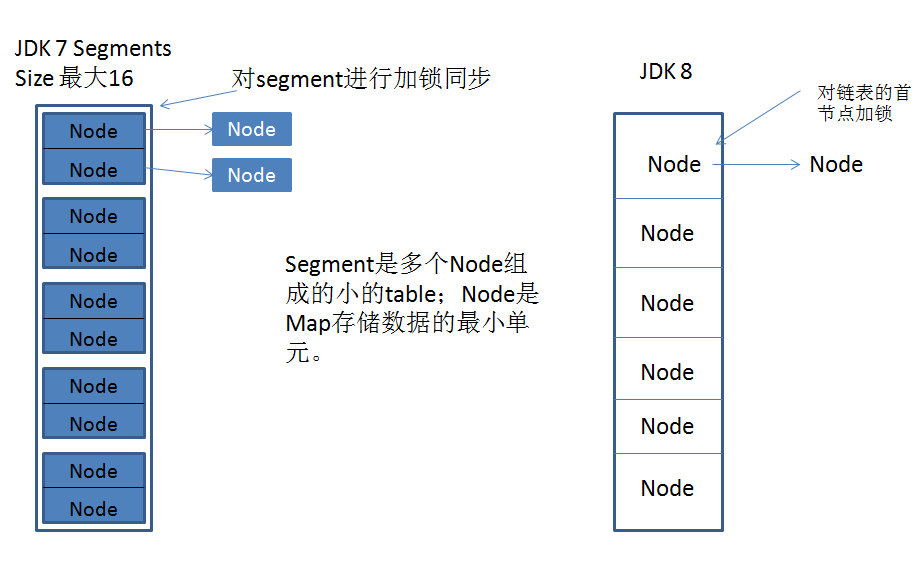 JDK 7 Segments
Size 最大16
对segment进行加锁同步
Node
Node
Node
Node
Node
Node
Node
Node
Node
Node
Node
Node
Segment是多个Node组
成的小的table；Node是
Map存储数据的最小单
元。
JDK 8
对链表的首
节点加锁
Node
Node
Node
Node
Node
Node
Node